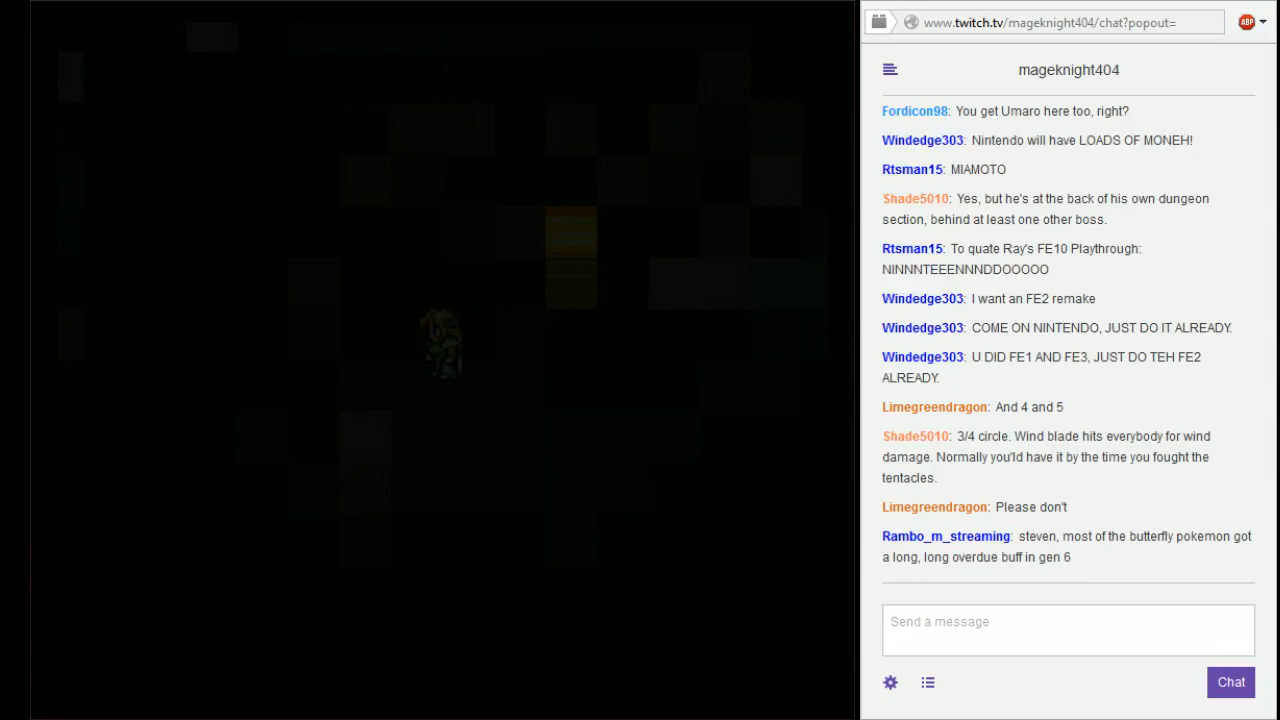 www.twitch.tv/mageknight404/chat?popout=
ABP
mageknight404
Fordicon98: You get Umaro here too, right?
Windedge303: Nintendo will have LOADS OF MONEH!
Rtsman15: MIAMOTO
Shade5010: Yes, but he's at the back of his own dungeon
section, behind at least one other boss.
Rtsman15: To quate Ray's FE10 Playthrough:
NINNNTEEENNNDDOOOOO
Windedge303: I want an FE2 remake
Windedge303: COME ON NINTENDO, JUST DO IT ALREADY.
Windedge303: U DID FE1 AND FE3, JUST DO TEH FE2
ALREADY.
Limegreendragon: And 4 and 5
Shade5010: 3/4 circle. Wind blade hits everybody for wind
damage. Normally you'ld have it by the time you fought the
tentacles.
Limegreendragon: Please don't
Rambo_m_streaming: steven, most of the butterfly pokemon got
a long, long overdue buff in gen 6
Send a message
Chat